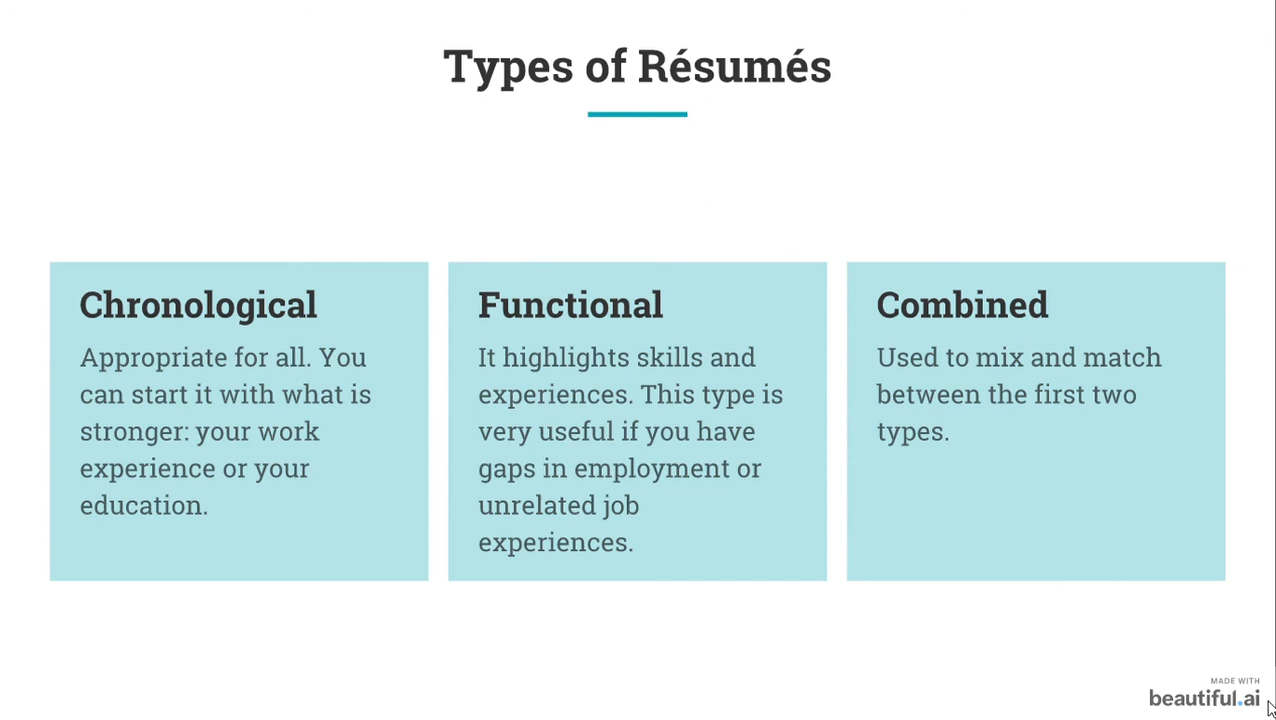 Types of Résumés
Chronological
Appropriate for all. You
can start it with what is
stronger: your work
experience or your
education.
Functional
It highlights skills and
experiences. This type is
very useful if you have
gaps in employment or
unrelated job
experiences.
Combined
Used to mix and match
between the first two
types.
MADE WITH
beautiful.ai